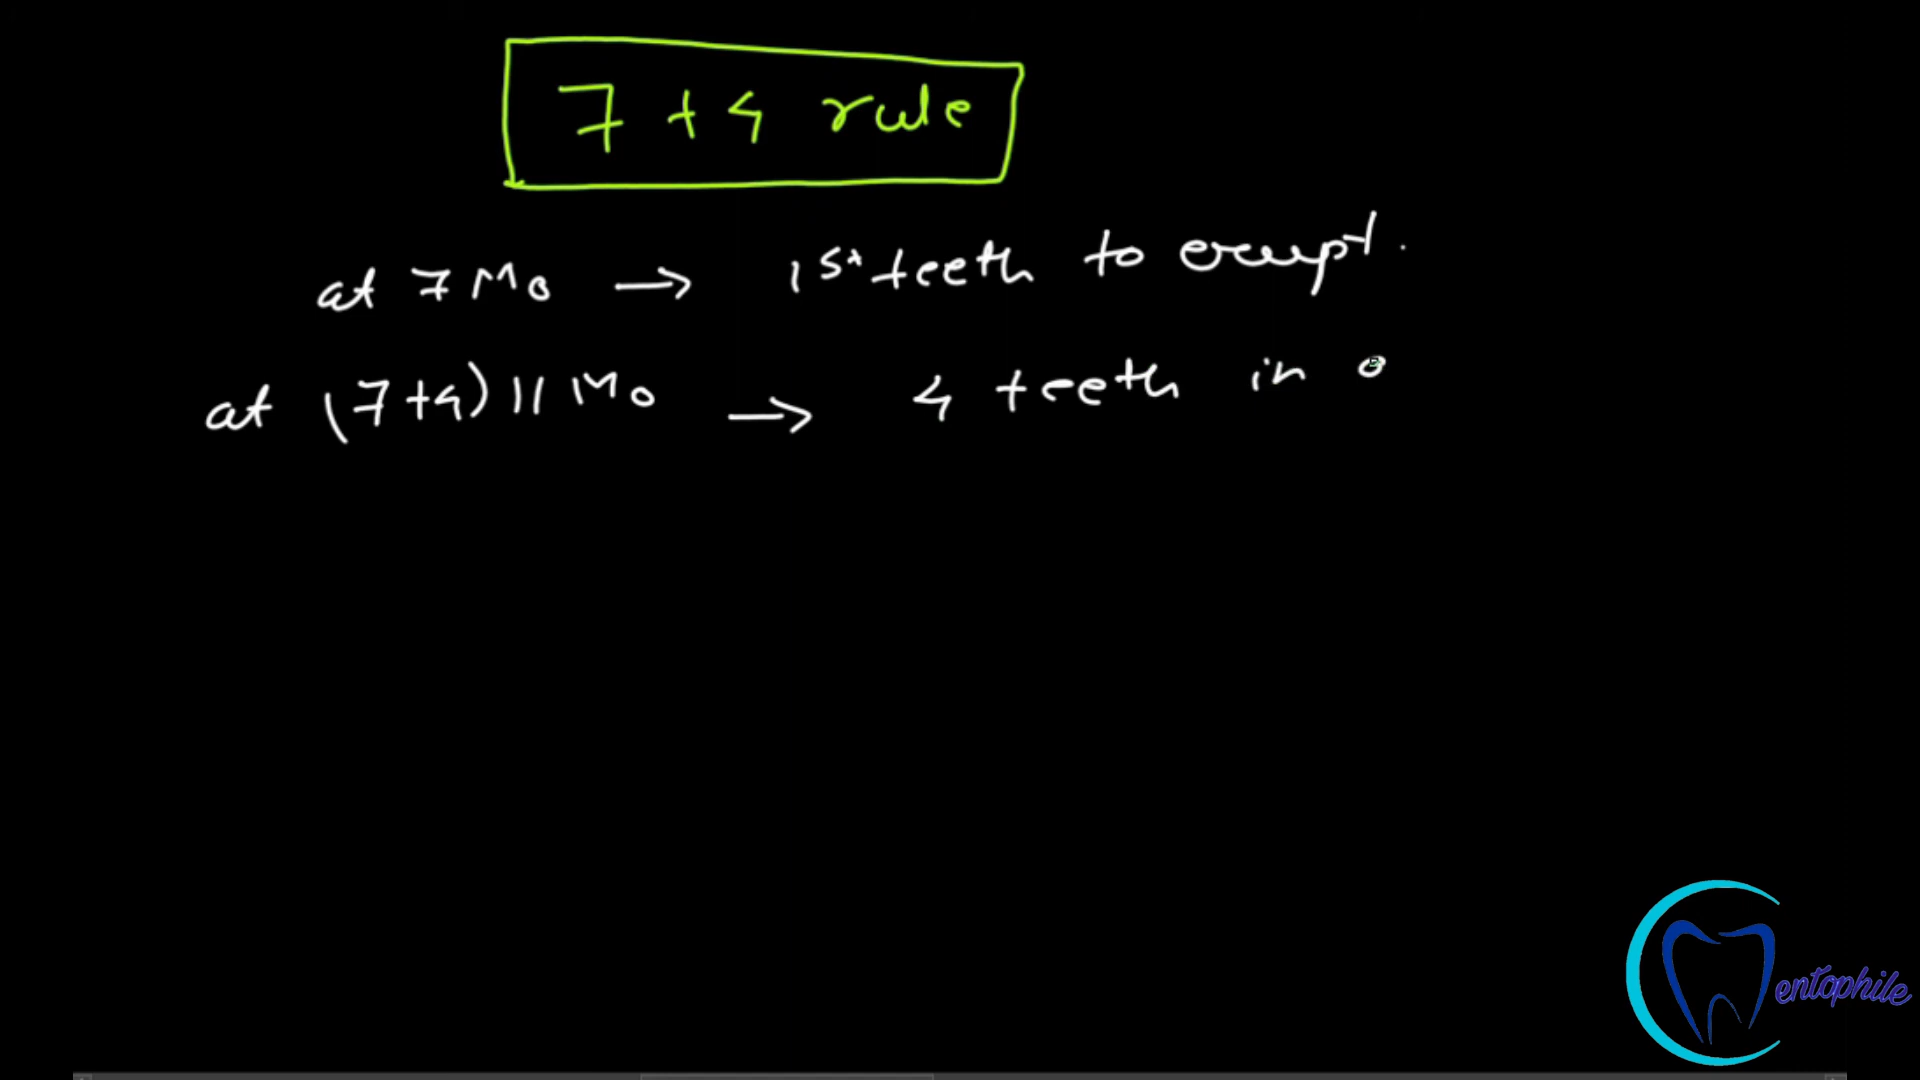 7 + 4 rule
at 7 Mo → 1st teeth to erupt.
at (7+4) 11 Mo → 4 teeth in o
entophile